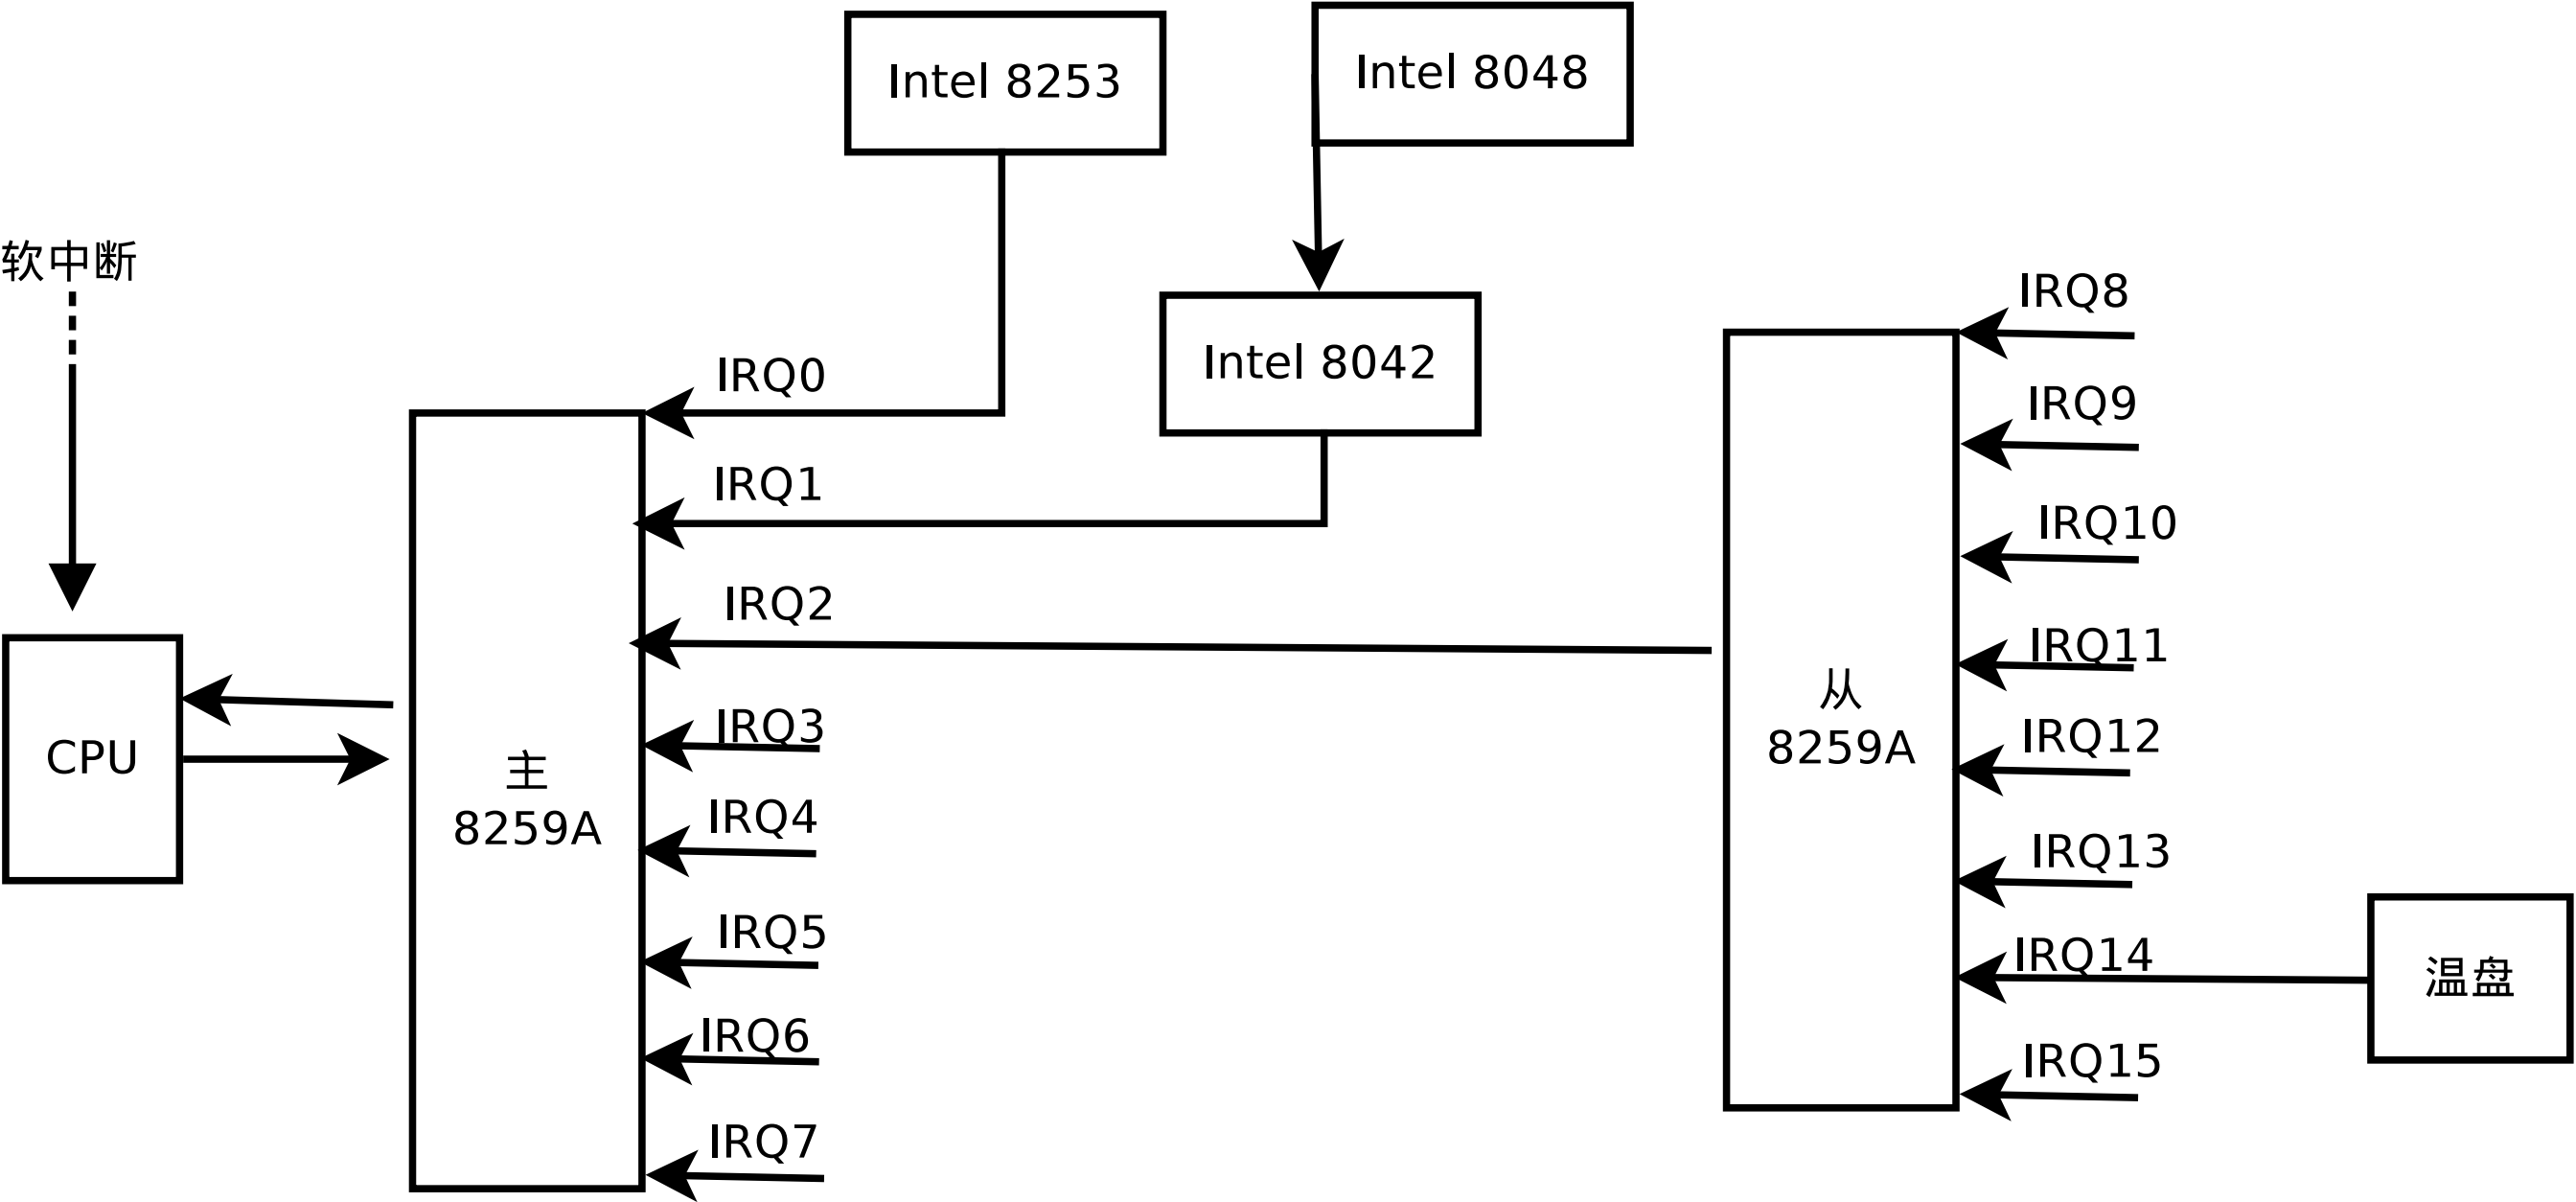 Intel 8253
Intel 8048
软中断
Intel 8042
IRQ0
IRQ1
IRQ2
IRQ3
IRQ4
IRQ5
IRQ6
IRQ7
CPU
主
8259A
从
8259A
IRQ8
IRQ9
IRQ10
IRQ11
IRQ12
IRQ13
IRQ14
IRQ15
温盘